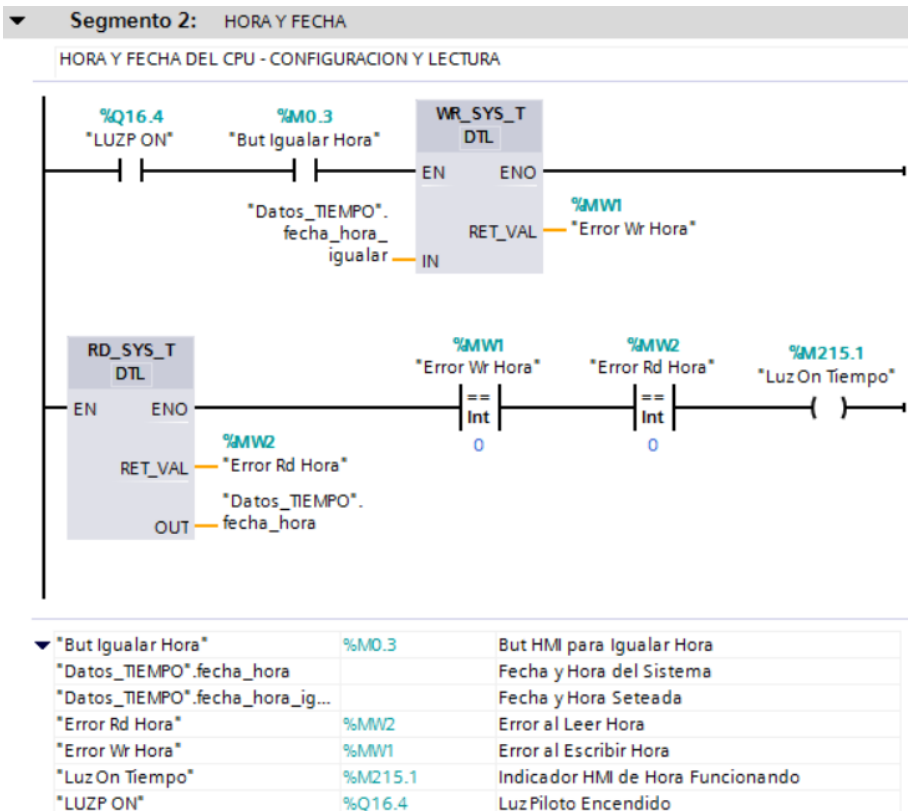 Segmento 2: HORA Y FECHA
HORA Y FECHA DEL CPU - CONFIGURACION Y LECTURA
%Q16.4
"LUZP ON"
%M0.3
"But Igualar Hora"
WR_SYS_T
DTL
EN ENO
"Datos_TIEMPO".
fecha_hora_
igualar
IN
RET_VAL
%MW1
"Error Wr Hora"
RD_SYS_T
DTL
EN ENO
RET_VAL
%MW2
"Error Rd Hora"
OUT
"Datos_TIEMPO".
fecha_hora
%MW1
"Error Wr Hora"
==
Int
0
%MW2
"Error Rd Hora"
==
Int
0
%M215.1
"Luz On Tiempo"
"But Igualar Hora" %M0.3 But HMI para Igualar Hora
"Datos_TIEMPO".fecha_hora Fecha y Hora del Sistema
"Datos_TIEMPO".fecha_hora_ig... Fecha y Hora Seteada
"Error Rd Hora" %MW2 Error al Leer Hora
"Error Wr Hora" %MW1 Error al Escribir Hora
"Luz On Tiempo" %M215.1 Indicador HMI de Hora Funcionando
"LUZP ON" %Q16.4 Luz Piloto Encendido